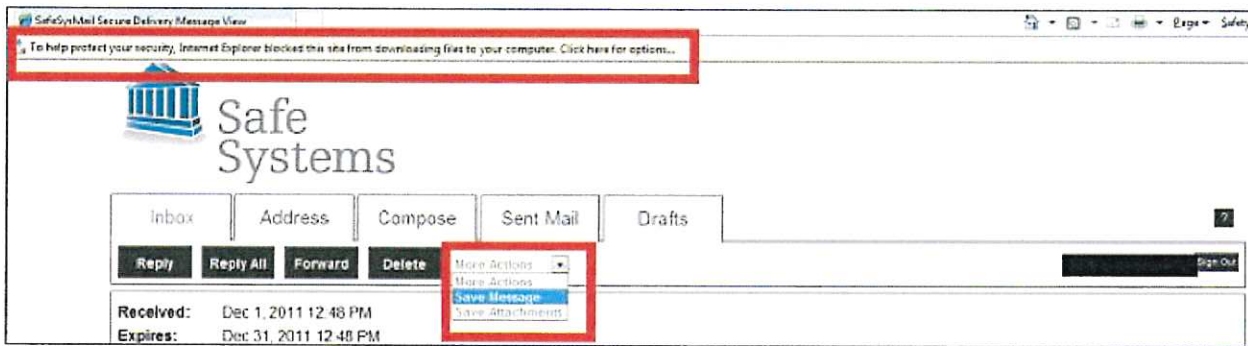 SafeSysMail Secure Delivery Message View
Page Safety
To help protect your security, Internet Explorer blocked this site from downloading files to your computer. Click here for options...
Safe
Systems
Inbox Address Compose Sent Mail Drafts ?
Reply Reply All Forward Delete More Actions Sign Out
More Actions
Save Message
Save Attachments
Received: Dec 1, 2011 12:48 PM
Expires: Dec 31, 2011 12:48 PM